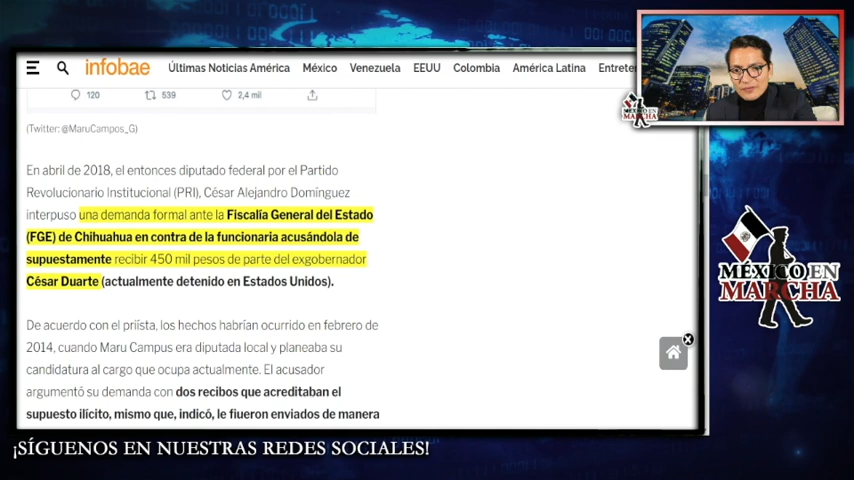 infobae
Últimas Noticias América México Venezuela EEUU Colombia América Latina Entreten
120 539 2,4 mil
(Twitter: @MaruCampos_G)
En abril de 2018, el entonces diputado federal por el Partido
Revolucionario Institucional (PRI), César Alejandro Domínguez
interpuso una demanda formal ante la Fiscalía General del Estado
(FGE) de Chihuahua en contra de la funcionaria acusándola de
supuestamente recibir 450 mil pesos de parte del exgobernador
César Duarte (actualmente detenido en Estados Unidos).
De acuerdo con el priísta, los hechos habrían ocurrido en febrero de
2014, cuando Maru Campus era diputada local y planeaba su
candidatura al cargo que ocupa actualmente. El acusador
argumentó su demanda con dos recibos que acreditaban el
supuesto ilícito, mismo que, indicó, le fiueron enviados de manera
MÉXICO EN
MARCHA
MÉXICO EN
MARCHA
¡SÍGUENOS EN NUESTRAS REDES SOCIALES!